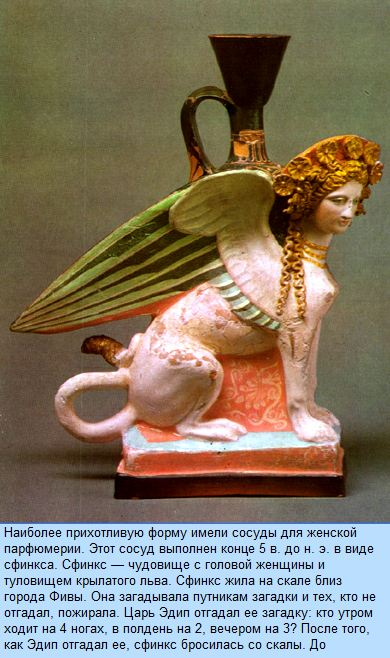 Наиболее прихотливую форму имели сосуды для женской
парфюмерии. Этот сосуд выполнен конце 5 в. до н. э. в виде
сфинкса. Сфинкс — чудовище с головой женщины и
туловищем крылатого льва. Сфинкс жила на скале близ
города Фивы. Она загадывала путникам загадки и тех, кто не
отгадал, пожирала. Царь Эдип отгадал ее загадку: кто утром
ходит на 4 ногах, в полдень на 2, вечером на 3? После того,
как Эдип отгадал ее, сфинкс бросилась со скалы. До